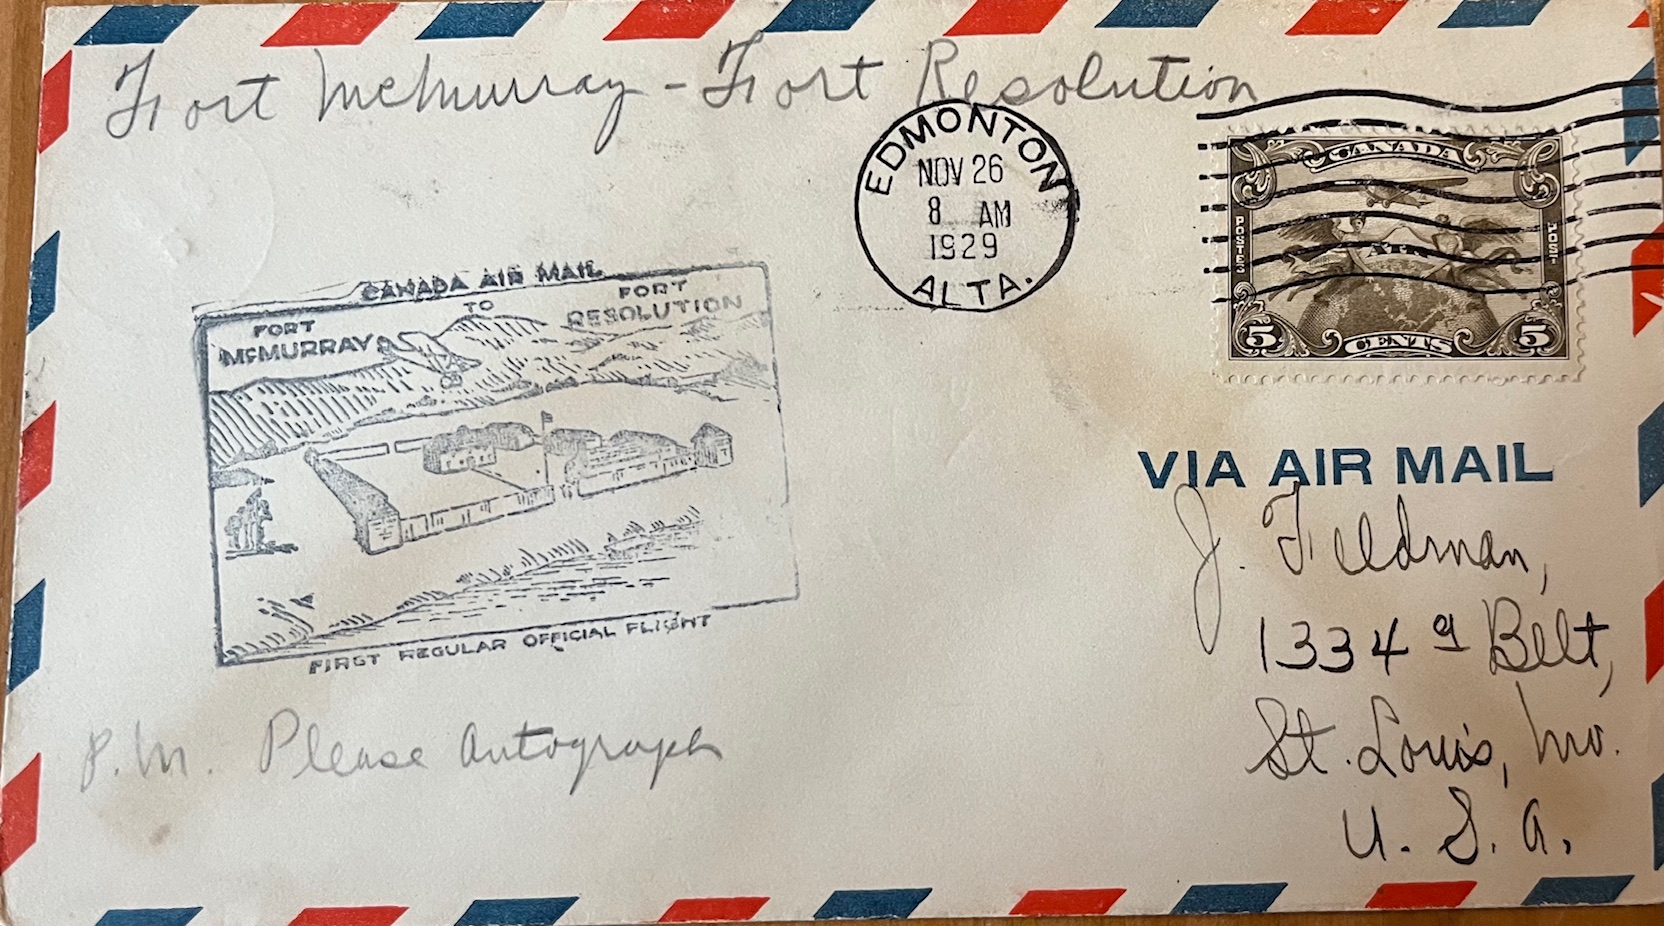 Fort McMurray - Fort Resolution
EDMONTON
NOV 26
8 AM
1929
ALTA.
CANADA
POSTES
POST
AIR
5 CENTS 5
CANADA AIR MAIL
TO
FORT McMURRAY
FORT RESOLUTION
FIRST REGULAR OFFICIAL FLIGHT
VIA AIR MAIL
J. Feldman,
1334 a Belt,
St. Louis, Mo.
U. S. A.
P.M. Please Autograph